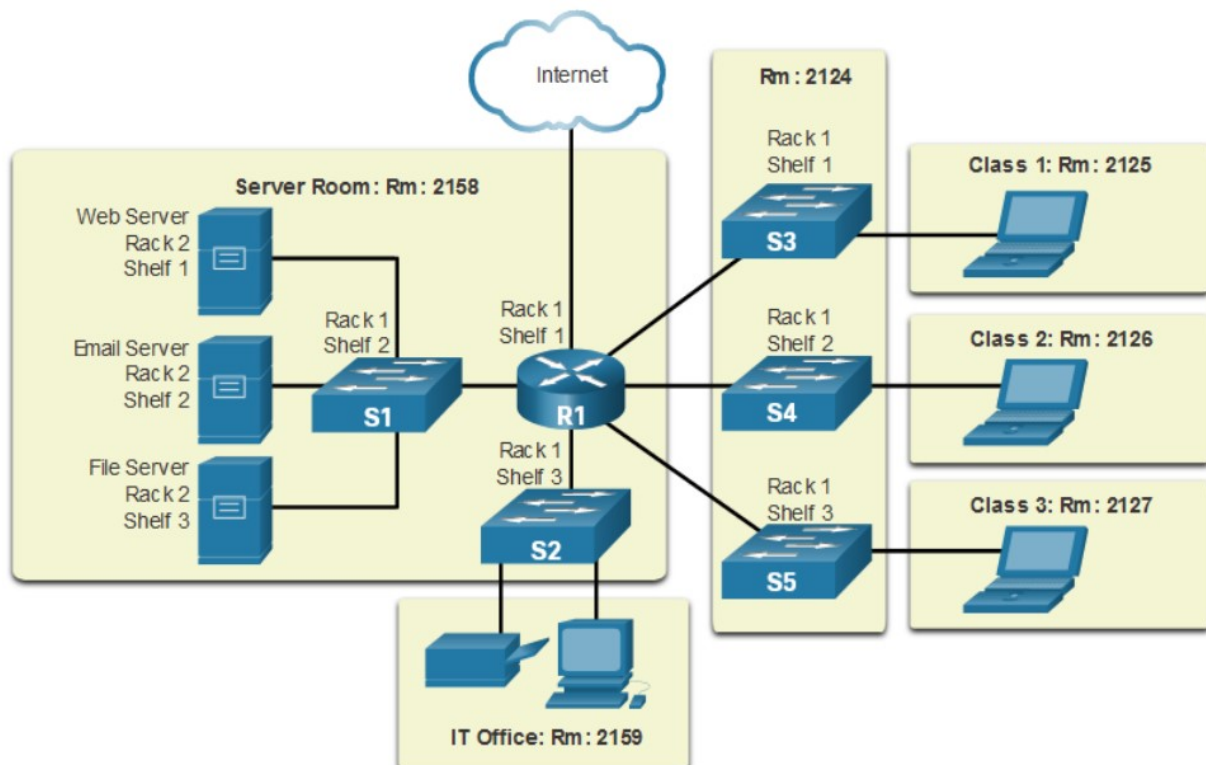 Internet
Server Room: Rm: 2158
Web Server
Rack 2
Shelf 1
Email Server
Rack 2
Shelf 2
File Server
Rack 2
Shelf 3
Rack 1
Shelf 2
S1
Rack 1
Shelf 1
R1
Rack 1
Shelf 3
S2
IT Office: Rm: 2159
Rm: 2124
Rack 1
Shelf 1
S3
Rack 1
Shelf 2
S4
Rack 1
Shelf 3
S5
Class 1: Rm: 2125
Class 2: Rm: 2126
Class 3: Rm: 2127